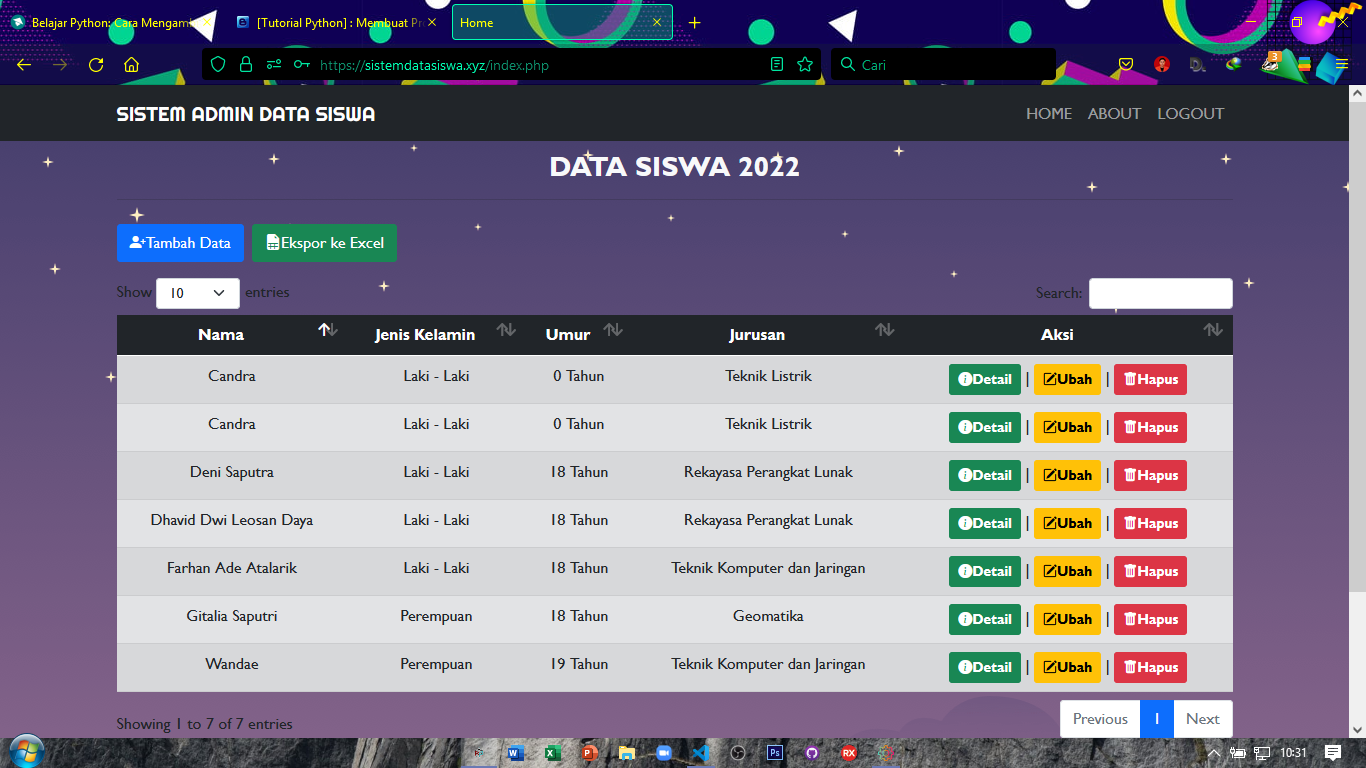 Belajar Python: Cara Mengami
[Tutorial Python] : Membuat Pr
Home
https://sistemdatasiswa.xyz/index.php
Cari
3
SISTEM ADMIN DATA SISWA
HOME ABOUT LOGOUT
DATA SISWA 2022
Tambah Data Ekspor ke Excel
Show 10 entries Search:
Nama Jenis Kelamin Umur Jurusan Aksi
Candra Laki - Laki 0 Tahun Teknik Listrik Detail | Ubah | Hapus
Candra Laki - Laki 0 Tahun Teknik Listrik Detail | Ubah | Hapus
Deni Saputra Laki - Laki 18 Tahun Rekayasa Perangkat Lunak Detail | Ubah | Hapus
Dhavid Dwi Leosan Daya Laki - Laki 18 Tahun Rekayasa Perangkat Lunak Detail | Ubah | Hapus
Farhan Ade Atalarik Laki - Laki 18 Tahun Teknik Komputer dan Jaringan Detail | Ubah | Hapus
Gitalia Saputri Perempuan 18 Tahun Geomatika Detail | Ubah | Hapus
Wandae Perempuan 19 Tahun Teknik Komputer dan Jaringan Detail | Ubah | Hapus
Showing 1 to 7 of 7 entries Previous 1 Next
Ps RX 10:31